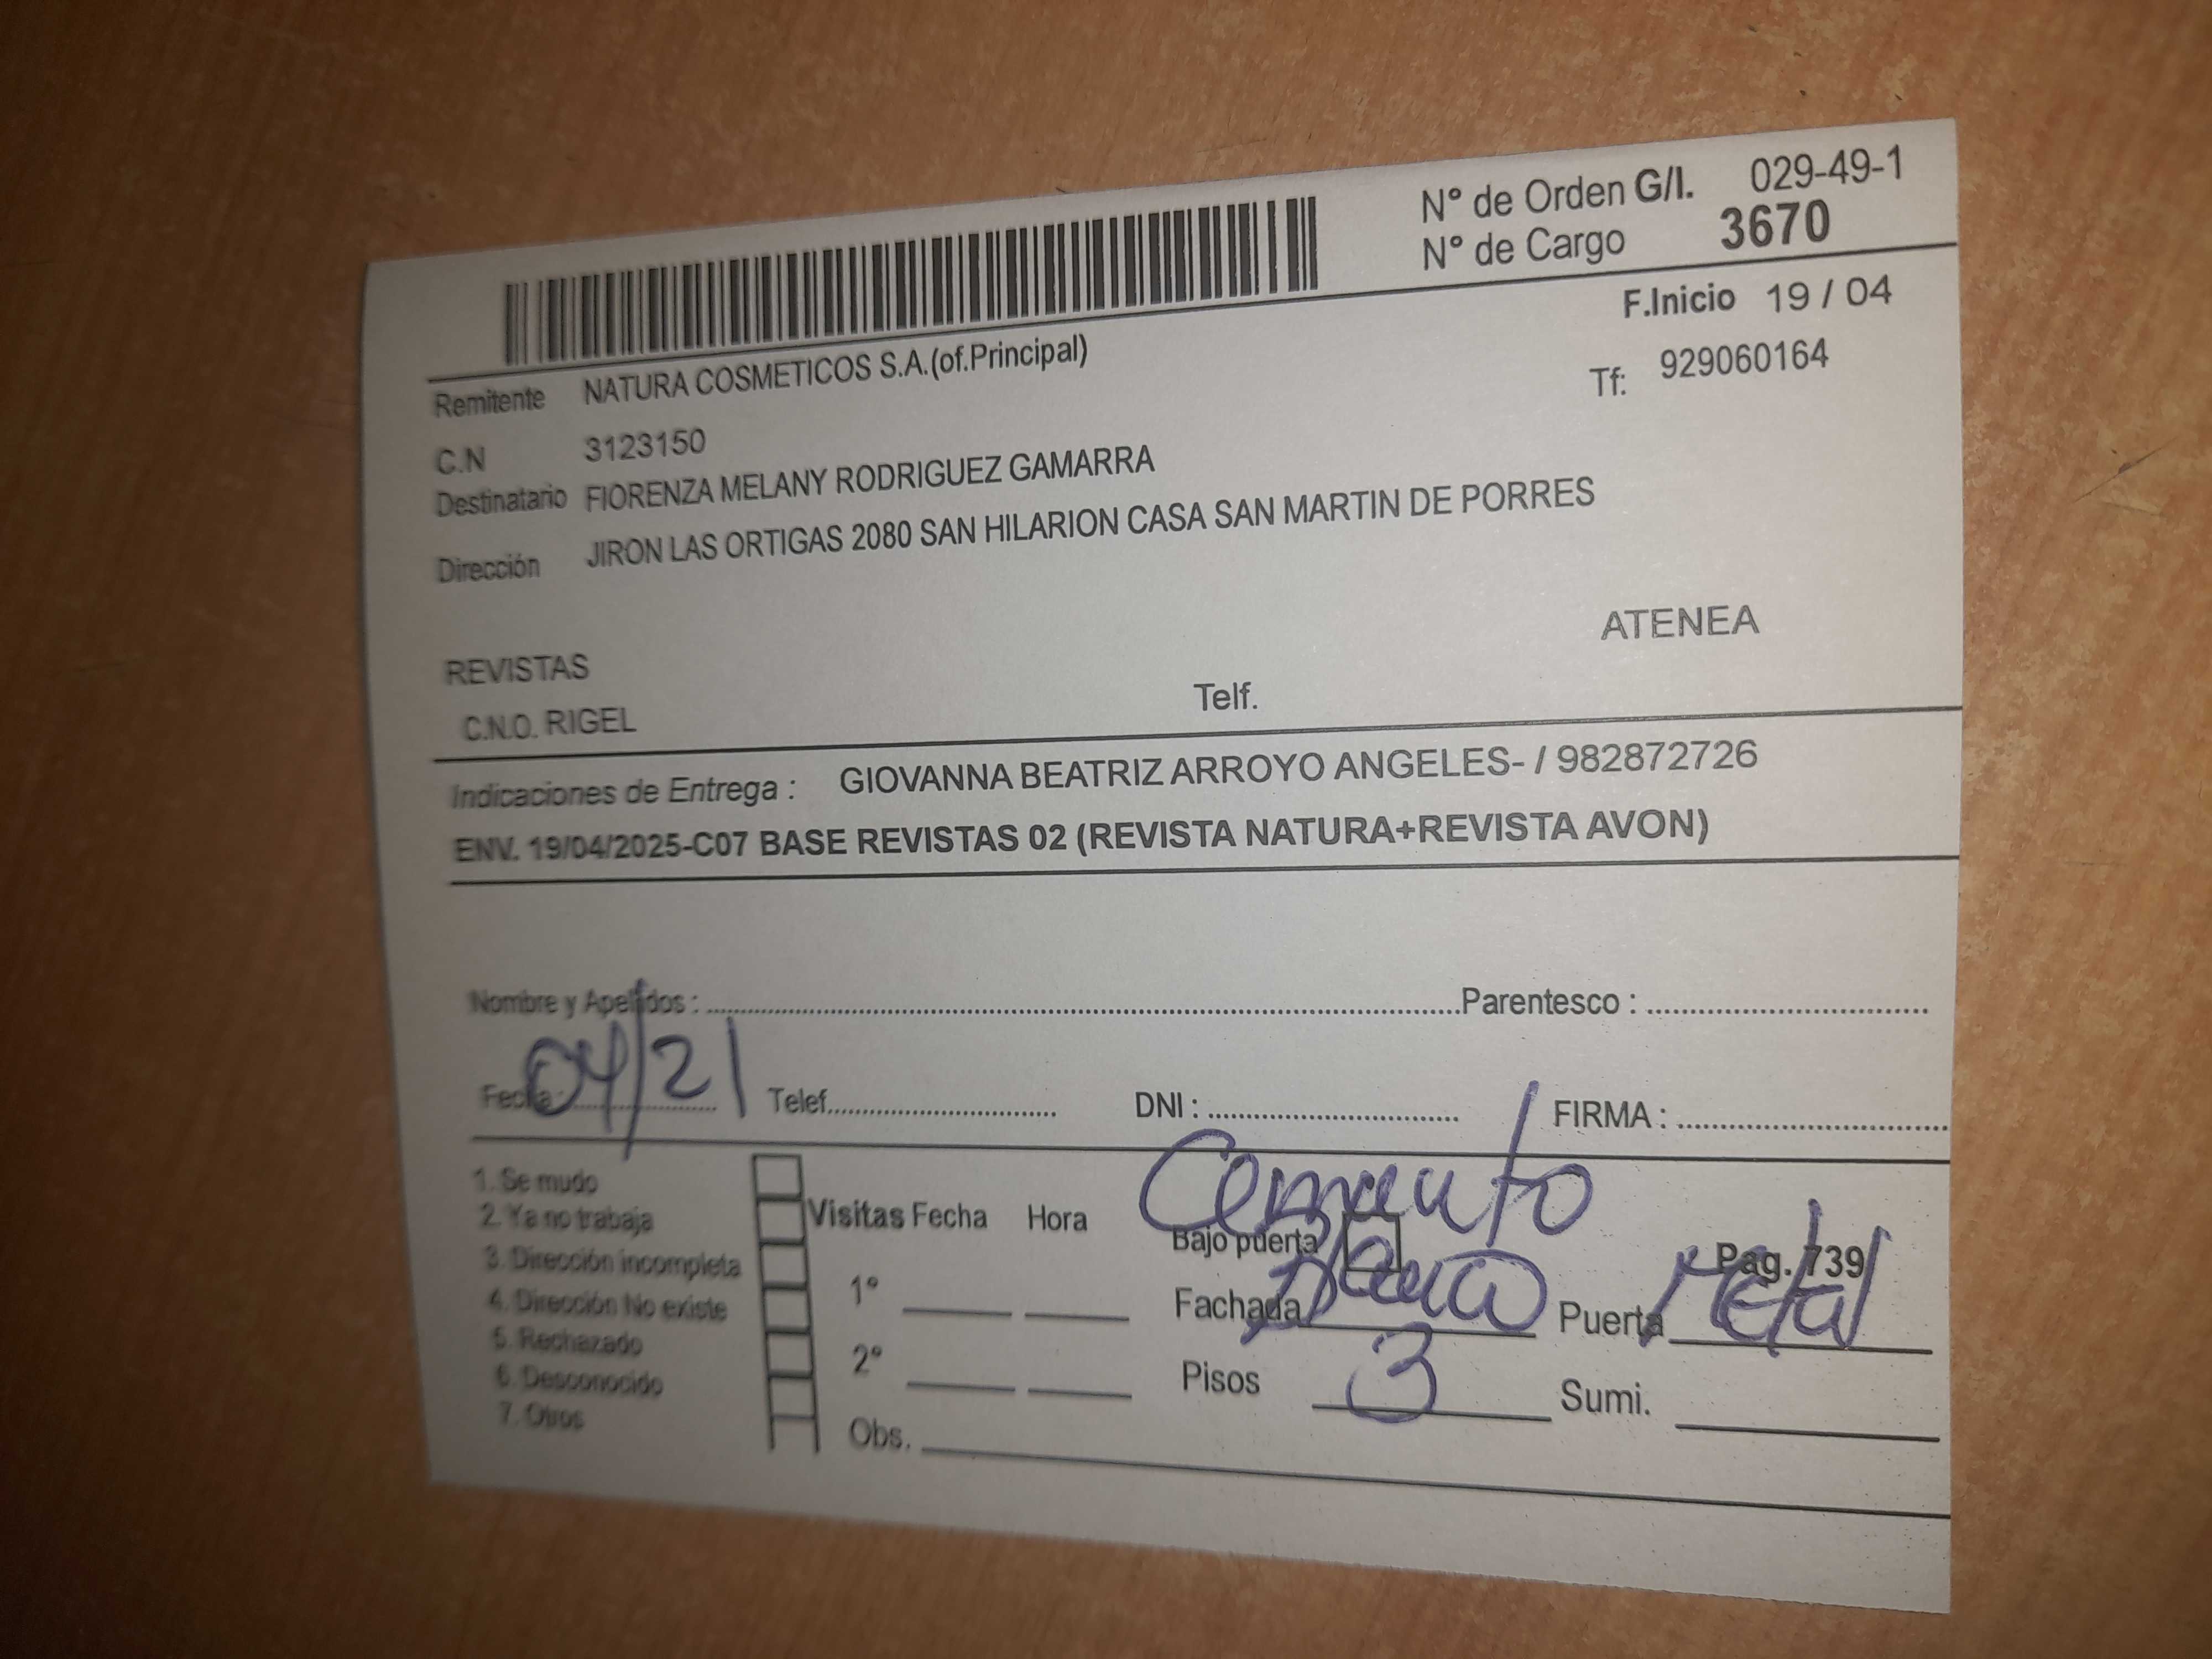 N° de Orden G/I. 029-49-1
N° de Cargo 3670
F.Inicio 19 / 04
Remitente NATURA COSMETICOS S.A.(of.Principal)
Tf: 929060164
C.N 3123150
Destinatario FIORENZA MELANY RODRIGUEZ GAMARRA
Dirección JIRON LAS ORTIGAS 2080 SAN HILARION CASA SAN MARTIN DE PORRES
ATENEA
REVISTAS
C.N.O. RIGEL Telf.
Indicaciones de Entrega : GIOVANNA BEATRIZ ARROYO ANGELES- / 982872726
ENV. 19/04/2025-C07 BASE REVISTAS 02 (REVISTA NATURA+REVISTA AVON)
Nombre y Apellidos : Parentesco :
Fecha: 04/21 Telef. DNI : FIRMA :
1. Se mudo
2. Ya no trabaja
3. Dirección incompleta
4. Dirección No existe
5. Rechazado
6. Desconocido
7. Otros
Visitas Fecha Hora
1°
2°
Obs.
Cemento
Bajo puerta Pag. 739
Fachada Blanca Puerta Metal
Pisos 3 Sumi.